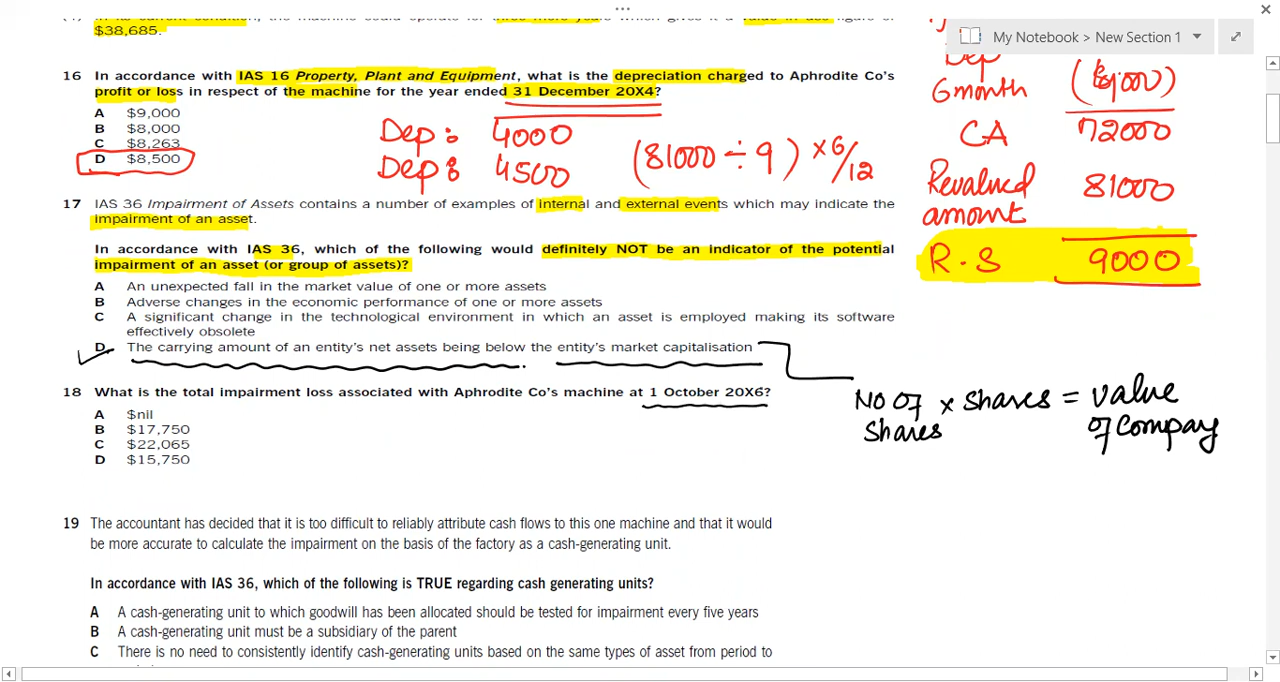 $38,685.
My Notebook > New Section 1
16 In accordance with IAS 16 Property, Plant and Equipment, what is the depreciation charged to Aphrodite Co's
profit or loss in respect of the machine for the year ended 31 December 20X4?
A $9,000
B $8,000
C $8,263
D $8,500
Dep: 4000
Dep: 4500 (81000 ÷ 9) × 6/12
Dep
6month
CA 72000
Revalued 81000
amount
R.S 9000
17 IAS 36 Impairment of Assets contains a number of examples of internal and external events which may indicate the
impairment of an asset.
In accordance with IAS 36, which of the following would definitely NOT be an indicator of the potential
impairment of an asset (or group of assets)?
A An unexpected fall in the market value of one or more assets
B Adverse changes in the economic performance of one or more assets
C A significant change in the technological environment in which an asset is employed making its software
effectively obsolete
D. The carrying amount of an entity's net assets being below the entity's market capitalisation
18 What is the total impairment loss associated with Aphrodite Co's machine at 1 October 20X6?
A $nil
B $17,750
C $22,065
D $15,750
No Of × Shares = value
Shares of Compay
19 The accountant has decided that it is too difficult to reliably attribute cash flows to this one machine and that it would
be more accurate to calculate the impairment on the basis of the factory as a cash-generating unit.
In accordance with IAS 36, which of the following is TRUE regarding cash generating units?
A A cash-generating unit to which goodwill has been allocated should be tested for impairment every five years
B A cash-generating unit must be a subsidiary of the parent
C There is no need to consistently identify cash-generating units based on the same types of asset from period to